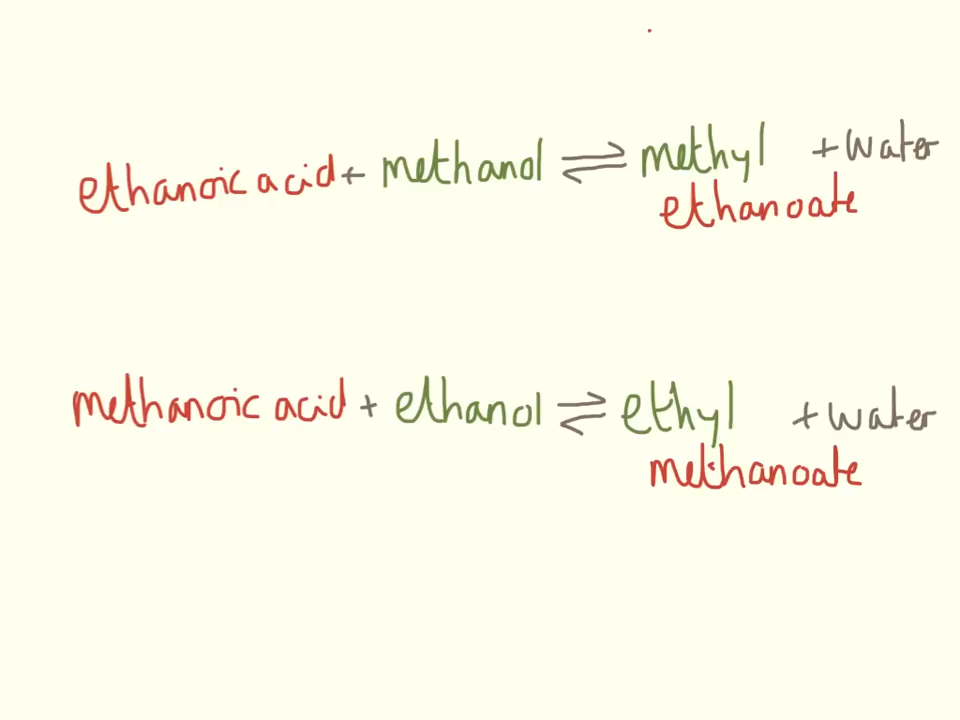 ethanoic acid + methanol ⇌ methyl + water
ethanoate
methanoic acid + ethanol ⇌ ethyl + water
methanoate